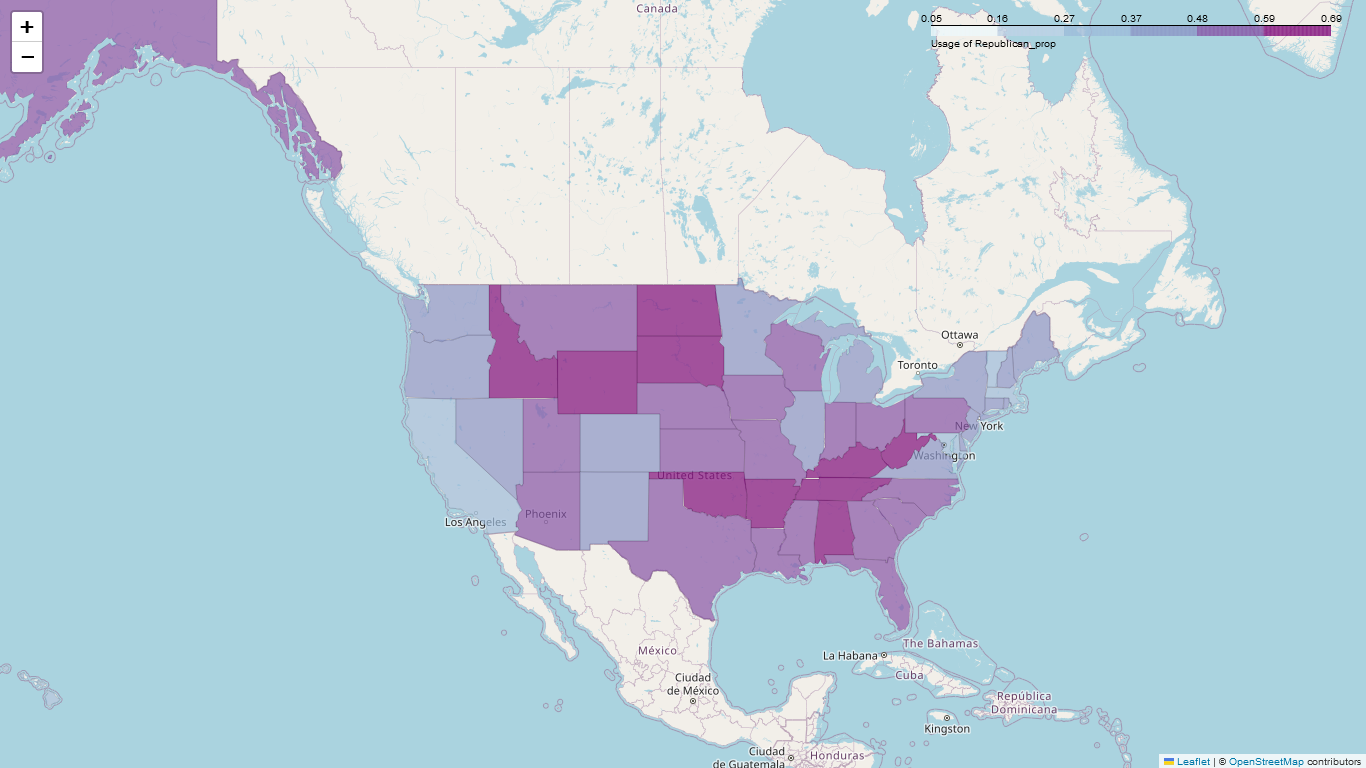 +
−
Canada
0.05 0.16 0.27 0.37 0.48 0.59 0.69
Usage of Republican_prop
Ottawa
Toronto
New York
Washington
United States
Phoenix
Los Angeles
México
Ciudad
de México
La Habana
The Bahamas
Cuba
República
Dominicana
Kingston
Ciudad
de Guatemala
Honduras
Leaflet | © OpenStreetMap contributors